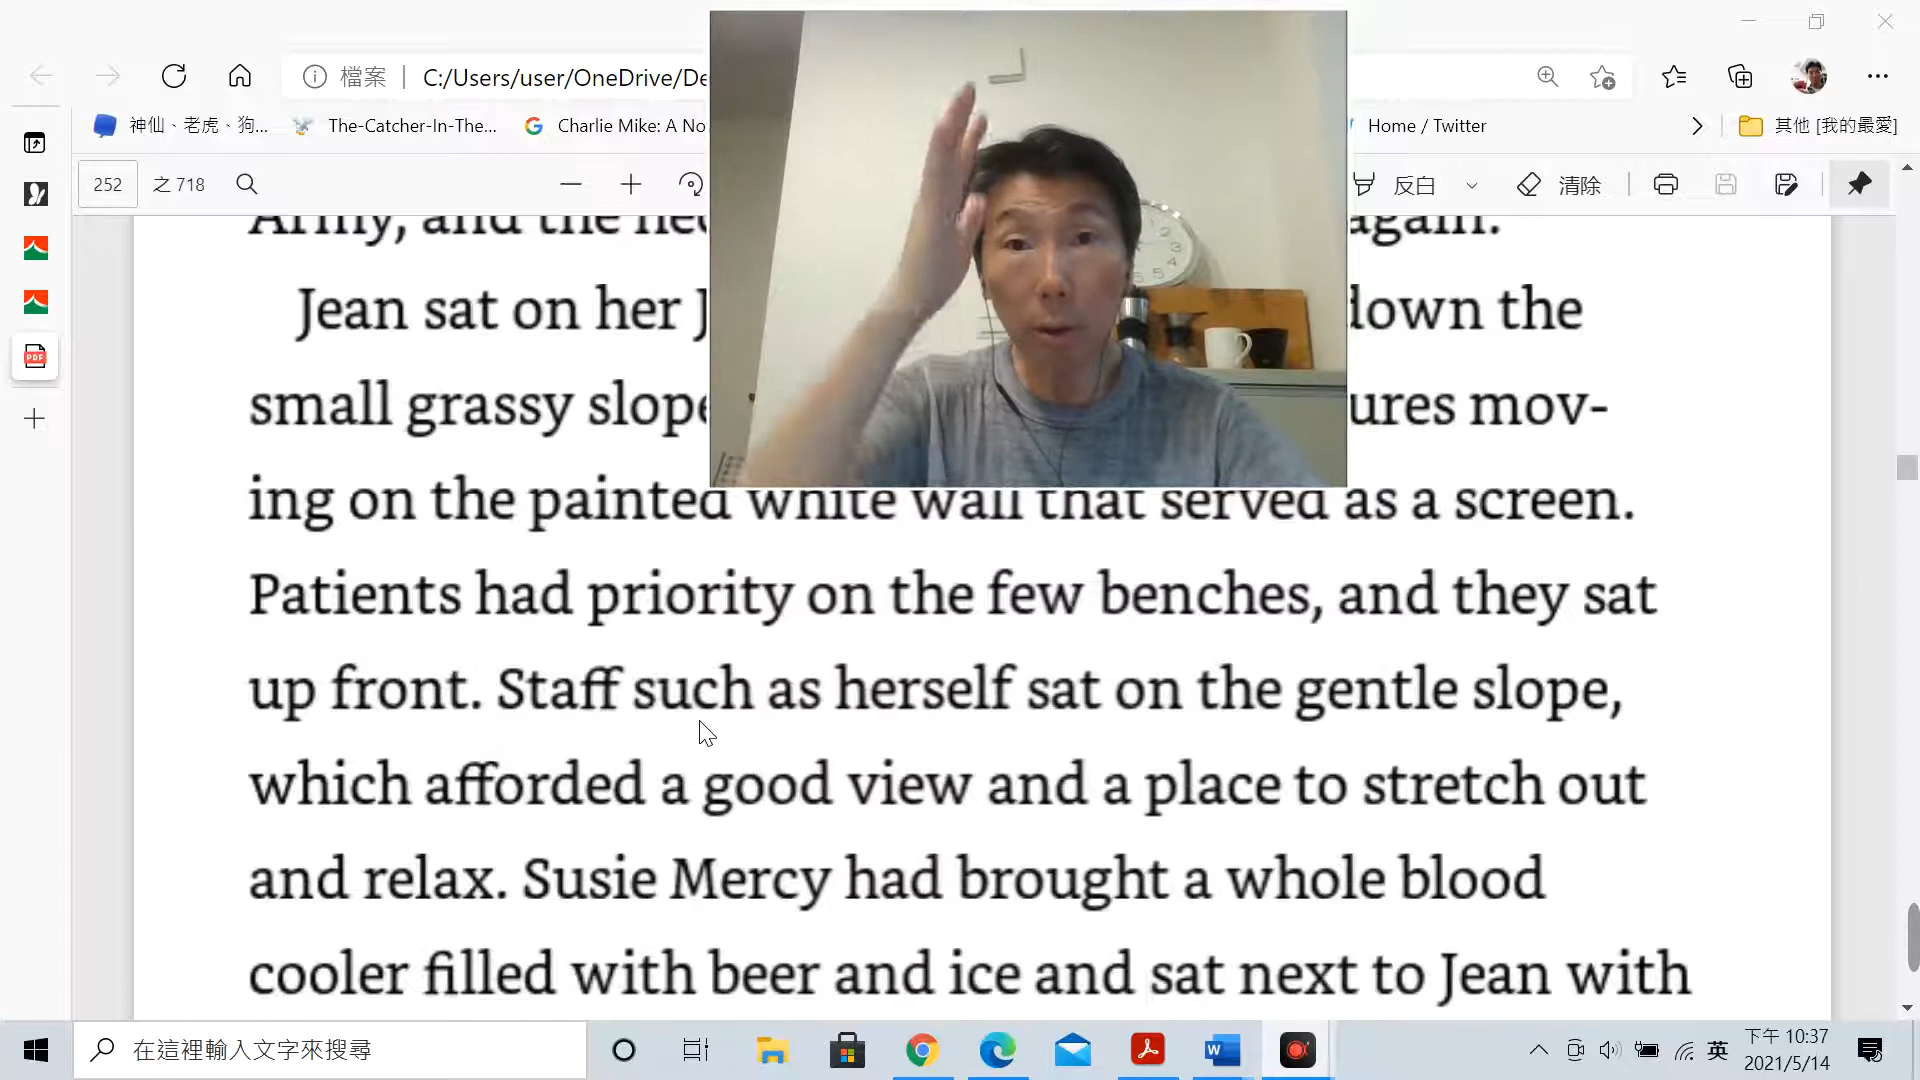 檔案
C:/Users/user/OneDrive/De
神仙、老虎、狗...
The-Catcher-In-The...
Charlie Mike: A No
Home / Twitter
其他 [我的最愛]
252 之 718
反白
清除
Army, and the
again.
Jean sat on her
down the
small grassy slope
ures mov-
ing on the painted white wall that served as a screen.
Patients had priority on the few benches, and they sat
up front. Staff such as herself sat on the gentle slope,
which afforded a good view and a place to stretch out
and relax. Susie Mercy had brought a whole blood
cooler filled with beer and ice and sat next to Jean with
在這裡輸入文字來搜尋
英
下午 10:37
2021/5/14